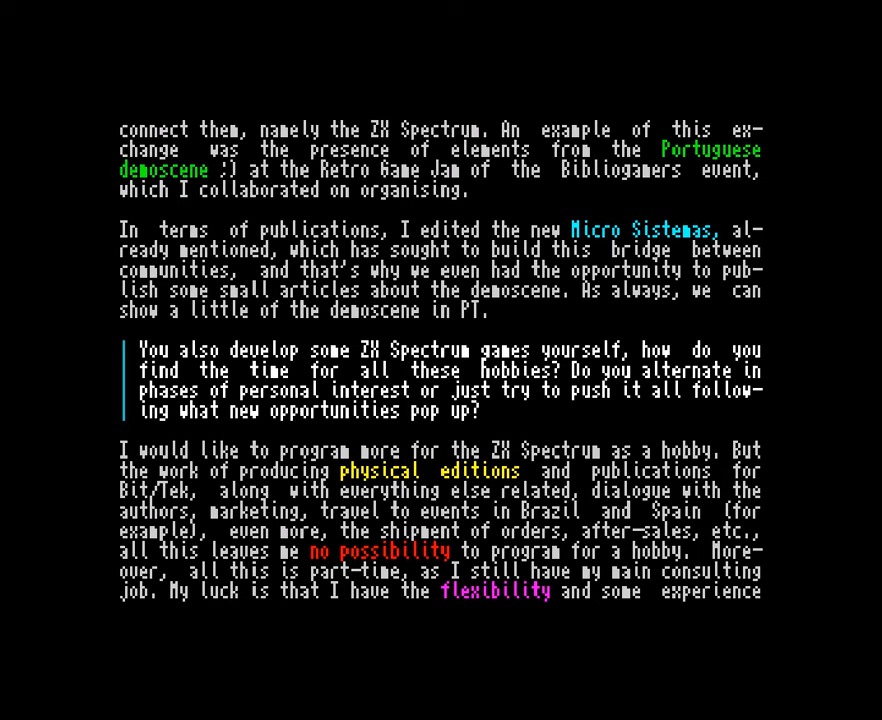 connect them, namely the ZX Spectrum. An example of this ex-
change was the presence of elements from the Portuguese
demoscene ;) at the Retro Game Jam of the Bibliogamers event,
which I collaborated on organising.
In terms of publications, I edited the new Micro Sistemas, al-
ready mentioned, which has sought to build this bridge between
communities, and that's why we even had the opportunity to pub-
lish some small articles about the demoscene. As always, we can
show a little of the demoscene in PT.
You also develop some ZX Spectrum games yourself, how do you
find the time for all these hobbies? Do you alternate in
phases of personal interest or just try to push it all follow-
ing what new opportunities pop up?
I would like to program more for the ZX Spectrum as a hobby. But
the work of producing physical editions and publications for
Bit/Tek, along with everything else related, dialogue with the
authors, marketing, travel to events in Brazil and Spain (for
example), even more, the shipment of orders, after-sales, etc.,
all this leaves me no possibility to program for a hobby. More-
over, all this is part-time, as I still have my main consulting
job. My luck is that I have the flexibility and some experience